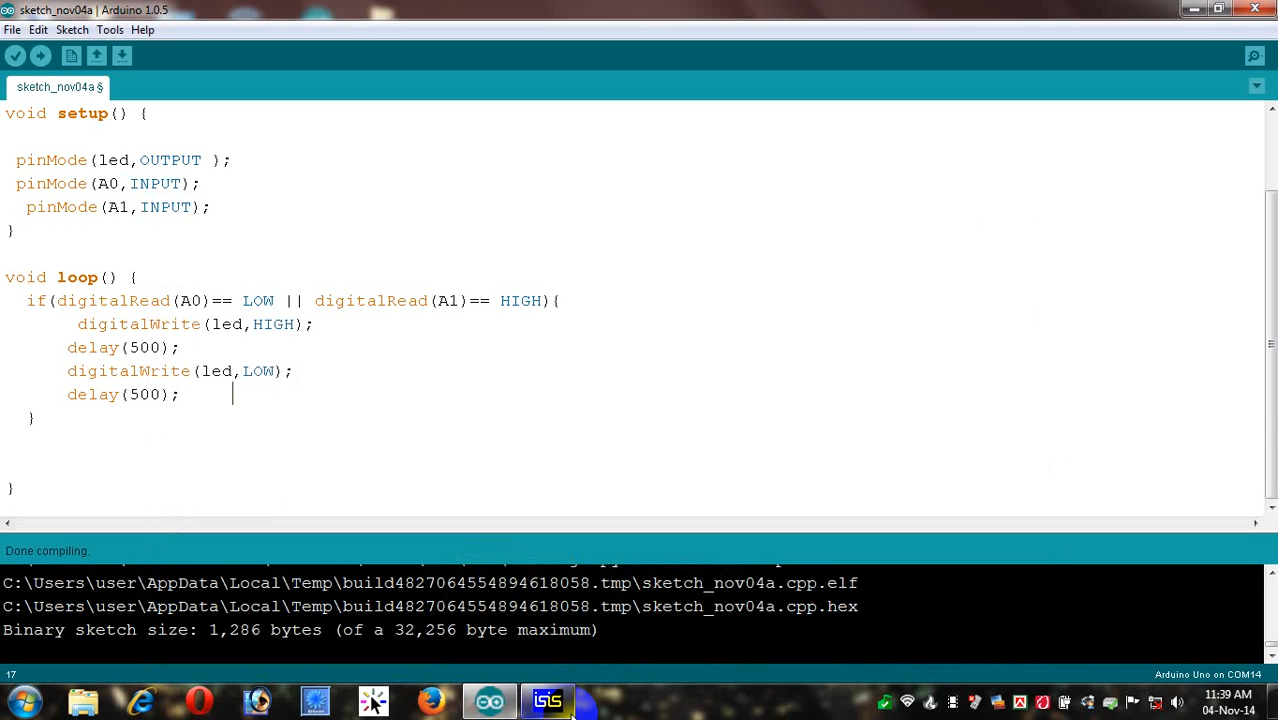 sketch_nov04a | Arduino 1.0.5
File Edit Sketch Tools Help
sketch_nov04a §
void setup() {
pinMode(led,OUTPUT );
pinMode(A0,INPUT);
pinMode(A1,INPUT);
}
void loop() {
if(digitalRead(A0)== LOW || digitalRead(A1)== HIGH){
digitalWrite(led,HIGH);
delay(500);
digitalWrite(led,LOW);
delay(500);
}
}
Done compiling.
C:\Users\user\AppData\Local\Temp\build4827064554894618058.tmp\sketch_nov04a.cpp.elf
C:\Users\user\AppData\Local\Temp\build4827064554894618058.tmp\sketch_nov04a.cpp.hex
Binary sketch size: 1,286 bytes (of a 32,256 byte maximum)
17 Arduino Uno on COM14
isis
11:39 AM
04-Nov-14